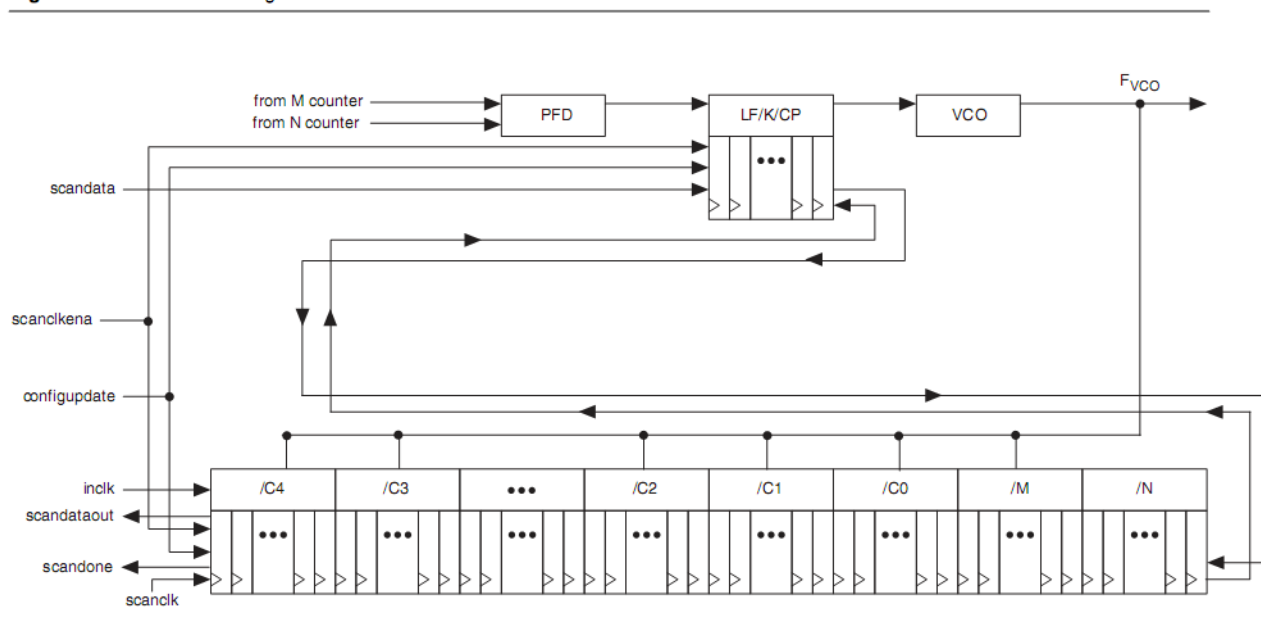 from M counter
from N counter
PFD
LF/K/CP
VCO
FVCO
•••
scandata
scanclkena
configupdate
inclk
/C4
/C3
•••
/C2
/C1
/C0
/M
/N
scandataout
•••
•••
•••
•••
•••
•••
•••
•••
scandone
scanclk